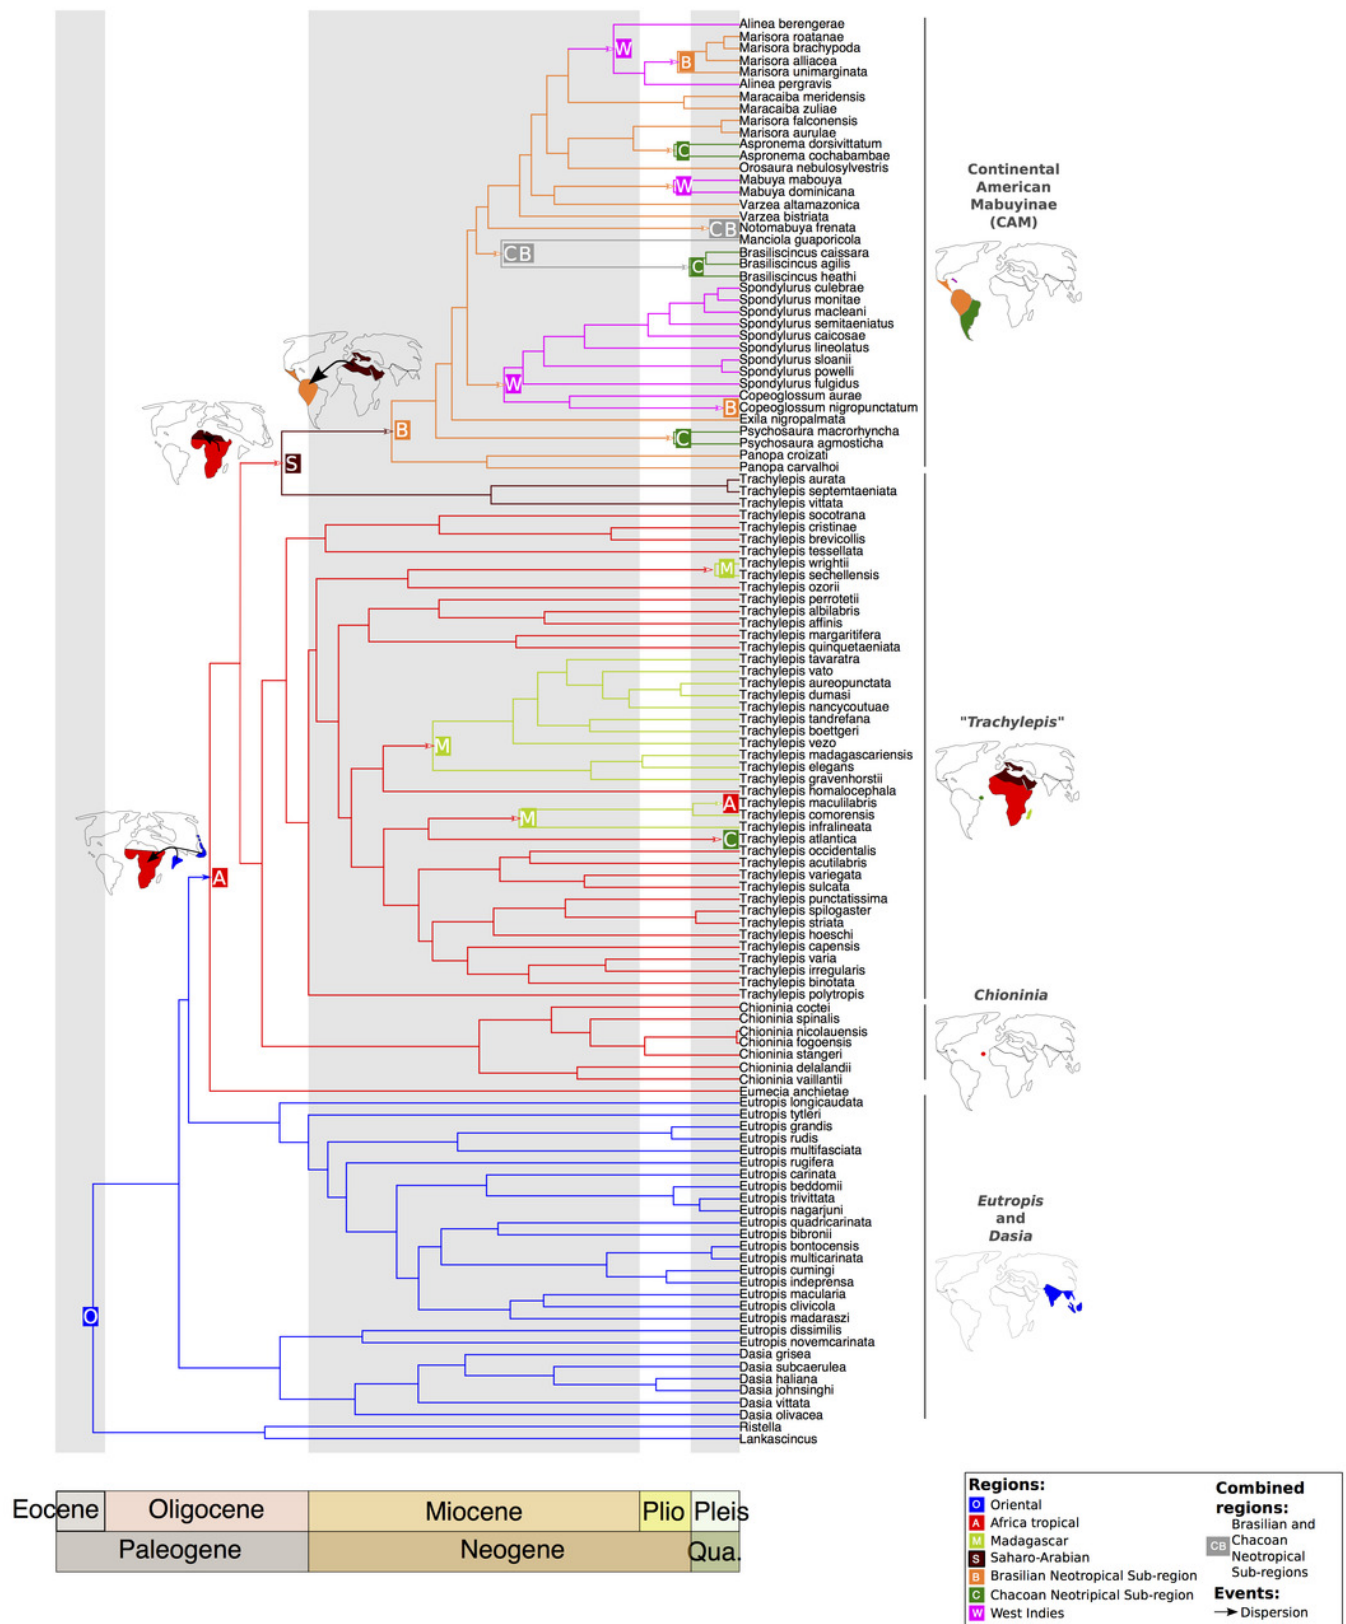 Alinea berengerae
Marisora roatanae
Marisora brachypoda
Marisora alliacea
Marisora unimarginata
Alinea pergravis
Maracaiba meridensis
Maracaiba zuliae
Marisora falconensis
Marisora aurulae
Aspronema dorsivittatum
Aspronema cochabambae
Orosaura nebulosylvestris
Mabuya mabouya
Mabuya dominicana
Varzea altamazonica
Varzea bistriata
Notomabuya frenata
Manciola guaporicola
Brasiliscincus caissara
Brasiliscincus agilis
Brasiliscincus heathi
Spondylurus culebrae
Spondylurus monitae
Spondylurus macleani
Spondylurus semitaeniatus
Spondylurus caicosae
Spondylurus lineolatus
Spondylurus sloanii
Spondylurus powelli
Spondylurus fulgidus
Copeoglossum aurae
Copeoglossum nigropunctatum
Exila nigropalmata
Psychosaura macrorhyncha
Psychosaura agmosticha
Panopa croizati
Panopa carvalhoi
Trachylepis aurata
Trachylepis septemtaeniata
Trachylepis vittata
Trachylepis socotrana
Trachylepis cristinae
Trachylepis brevicollis
Trachylepis tessellata
Trachylepis wrightii
Trachylepis sechellensis
Trachylepis ozorii
Trachylepis perrotetii
Trachylepis albilabris
Trachylepis affinis
Trachylepis margaritifera
Trachylepis quinquetaeniata
Trachylepis tavaratra
Trachylepis vato
Trachylepis aureopunctata
Trachylepis dumasi
Trachylepis nancycoutuae
Trachylepis tandrefana
Trachylepis boettgeri
Trachylepis vezo
Trachylepis madagascariensis
Trachylepis elegans
Trachylepis gravenhorstii
Trachylepis homalocephala
Trachylepis maculilabris
Trachylepis comorensis
Trachylepis infralineata
Trachylepis atlantica
Trachylepis occidentalis
Trachylepis acutilabris
Trachylepis variegata
Trachylepis sulcata
Trachylepis punctatissima
Trachylepis spilogaster
Trachylepis striata
Trachylepis hoeschi
Trachylepis capensis
Trachylepis varia
Trachylepis irregularis
Trachylepis binotata
Trachylepis polytropis
Chioninia coctei
Chioninia spinalis
Chioninia nicolauensis
Chioninia fogoensis
Chioninia stangeri
Chioninia delalandii
Chioninia vaillantii
Eumecia anchietae
Eutropis longicaudata
Eutropis tytleri
Eutropis grandis
Eutropis rudis
Eutropis multifasciata
Eutropis rugifera
Eutropis carinata
Eutropis beddomii
Eutropis trivittata
Eutropis nagarjuni
Eutropis quadricarinata
Eutropis bibronii
Eutropis bontocensis
Eutropis multicarinata
Eutropis cumingi
Eutropis indeprensa
Eutropis macularia
Eutropis clivicola
Eutropis madaraszi
Eutropis dissimilis
Eutropis novemcarinata
Dasia grisea
Dasia subcaerulea
Dasia haliana
Dasia johnsinghi
Dasia vittata
Dasia olivacea
Ristella
Lankascincus
W
B
C
W
CB
CB
C
W
B
B
C
S
M
M
A
M
C
A
O
Continental
American
Mabuyinae
(CAM)
"Trachylepis"
Chioninia
Eutropis
and
Dasia
Eocene
Oligocene
Miocene
Plio
Pleis
Paleogene
Neogene
Qua.
Regions:
O Oriental
A Africa tropical
M Madagascar
S Saharo-Arabian
B Brasilian Neotropical Sub-region
C Chacoan Neotripical Sub-region
W West Indies
Combined
regions:
Brasilian and
CB Chacoan
Neotropical
Sub-regions
Events:
Dispersion